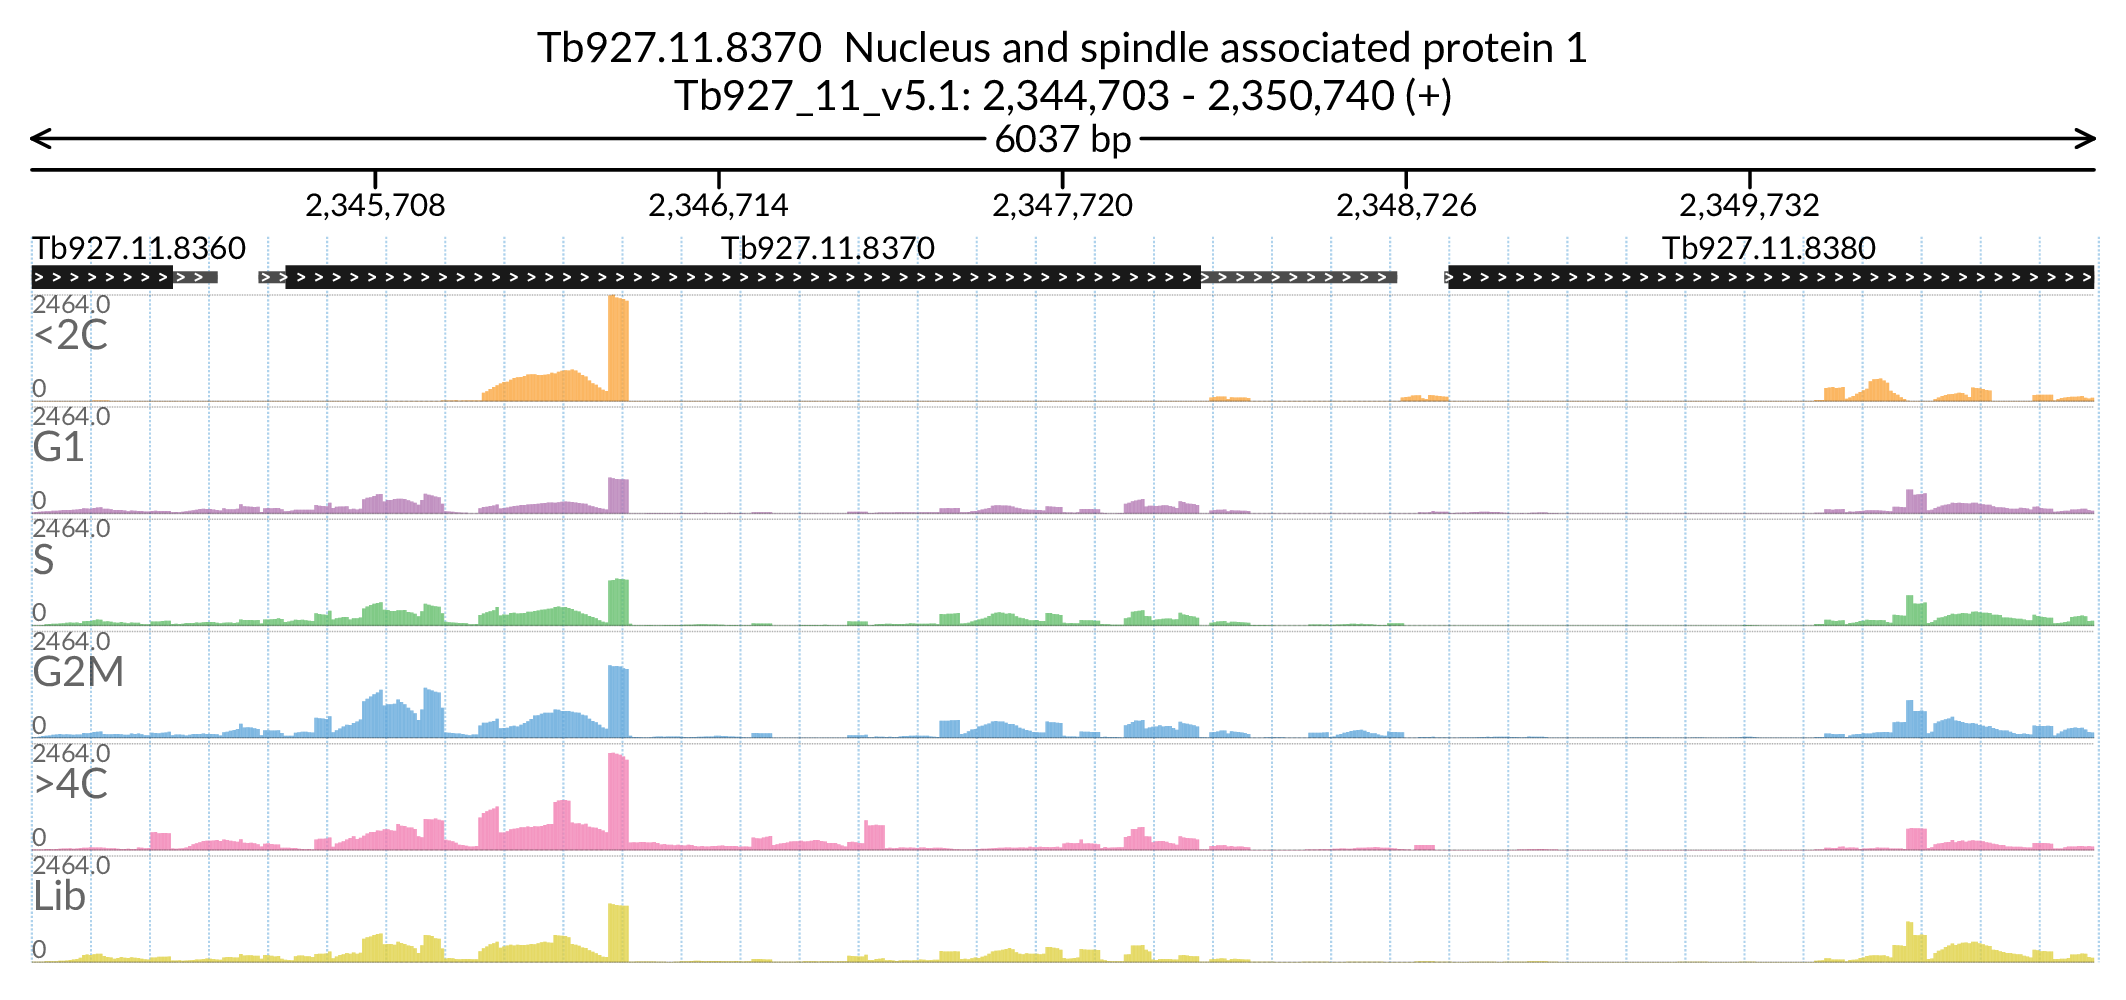 Tb927.11.8370  Nucleus and spindle associated protein 1
Tb927_11_v5.1: 2,344,703 - 2,350,740 (+)
6037 bp
2,345,708 2,346,714 2,347,720 2,348,726 2,349,732
Tb927.11.8360 Tb927.11.8370 Tb927.11.8380
2464.0
<2C
0
2464.0
G1
0
2464.0
S
0
2464.0
G2M
0
2464.0
>4C
0
2464.0
Lib
0